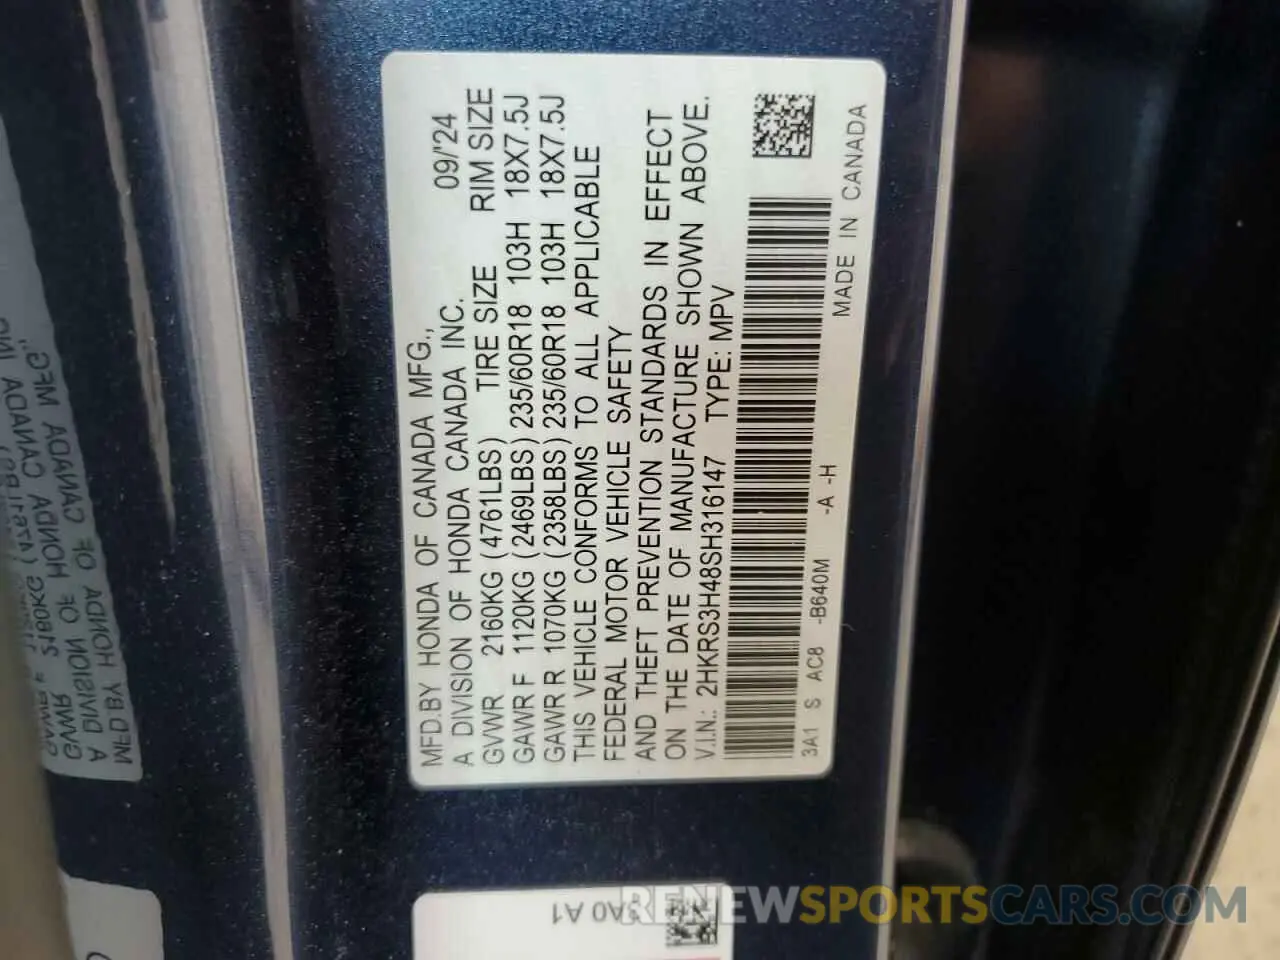 MFD.BY HONDA OF CANADA MFG., 09/'24
A DIVISION OF HONDA CANADA INC.
GVWR 2160KG (4761LBS) TIRE SIZE RIM SIZE
GAWR F 1120KG (2469LBS) 235/60R18 103H 18X7.5J
GAWR R 1070KG (2358LBS) 235/60R18 103H 18X7.5J
THIS VEHICLE CONFORMS TO ALL APPLICABLE
FEDERAL MOTOR VEHICLE SAFETY
AND THEFT PREVENTION STANDARDS IN EFFECT
ON THE DATE OF MANUFACTURE SHOWN ABOVE.
V.I.N.: 2HKRS3H48SH316147 TYPE: MPV
3A1 S AC8 -B640M -A -H
MADE IN CANADA
3A0 A1
RENEWSPORTSCARS.COM